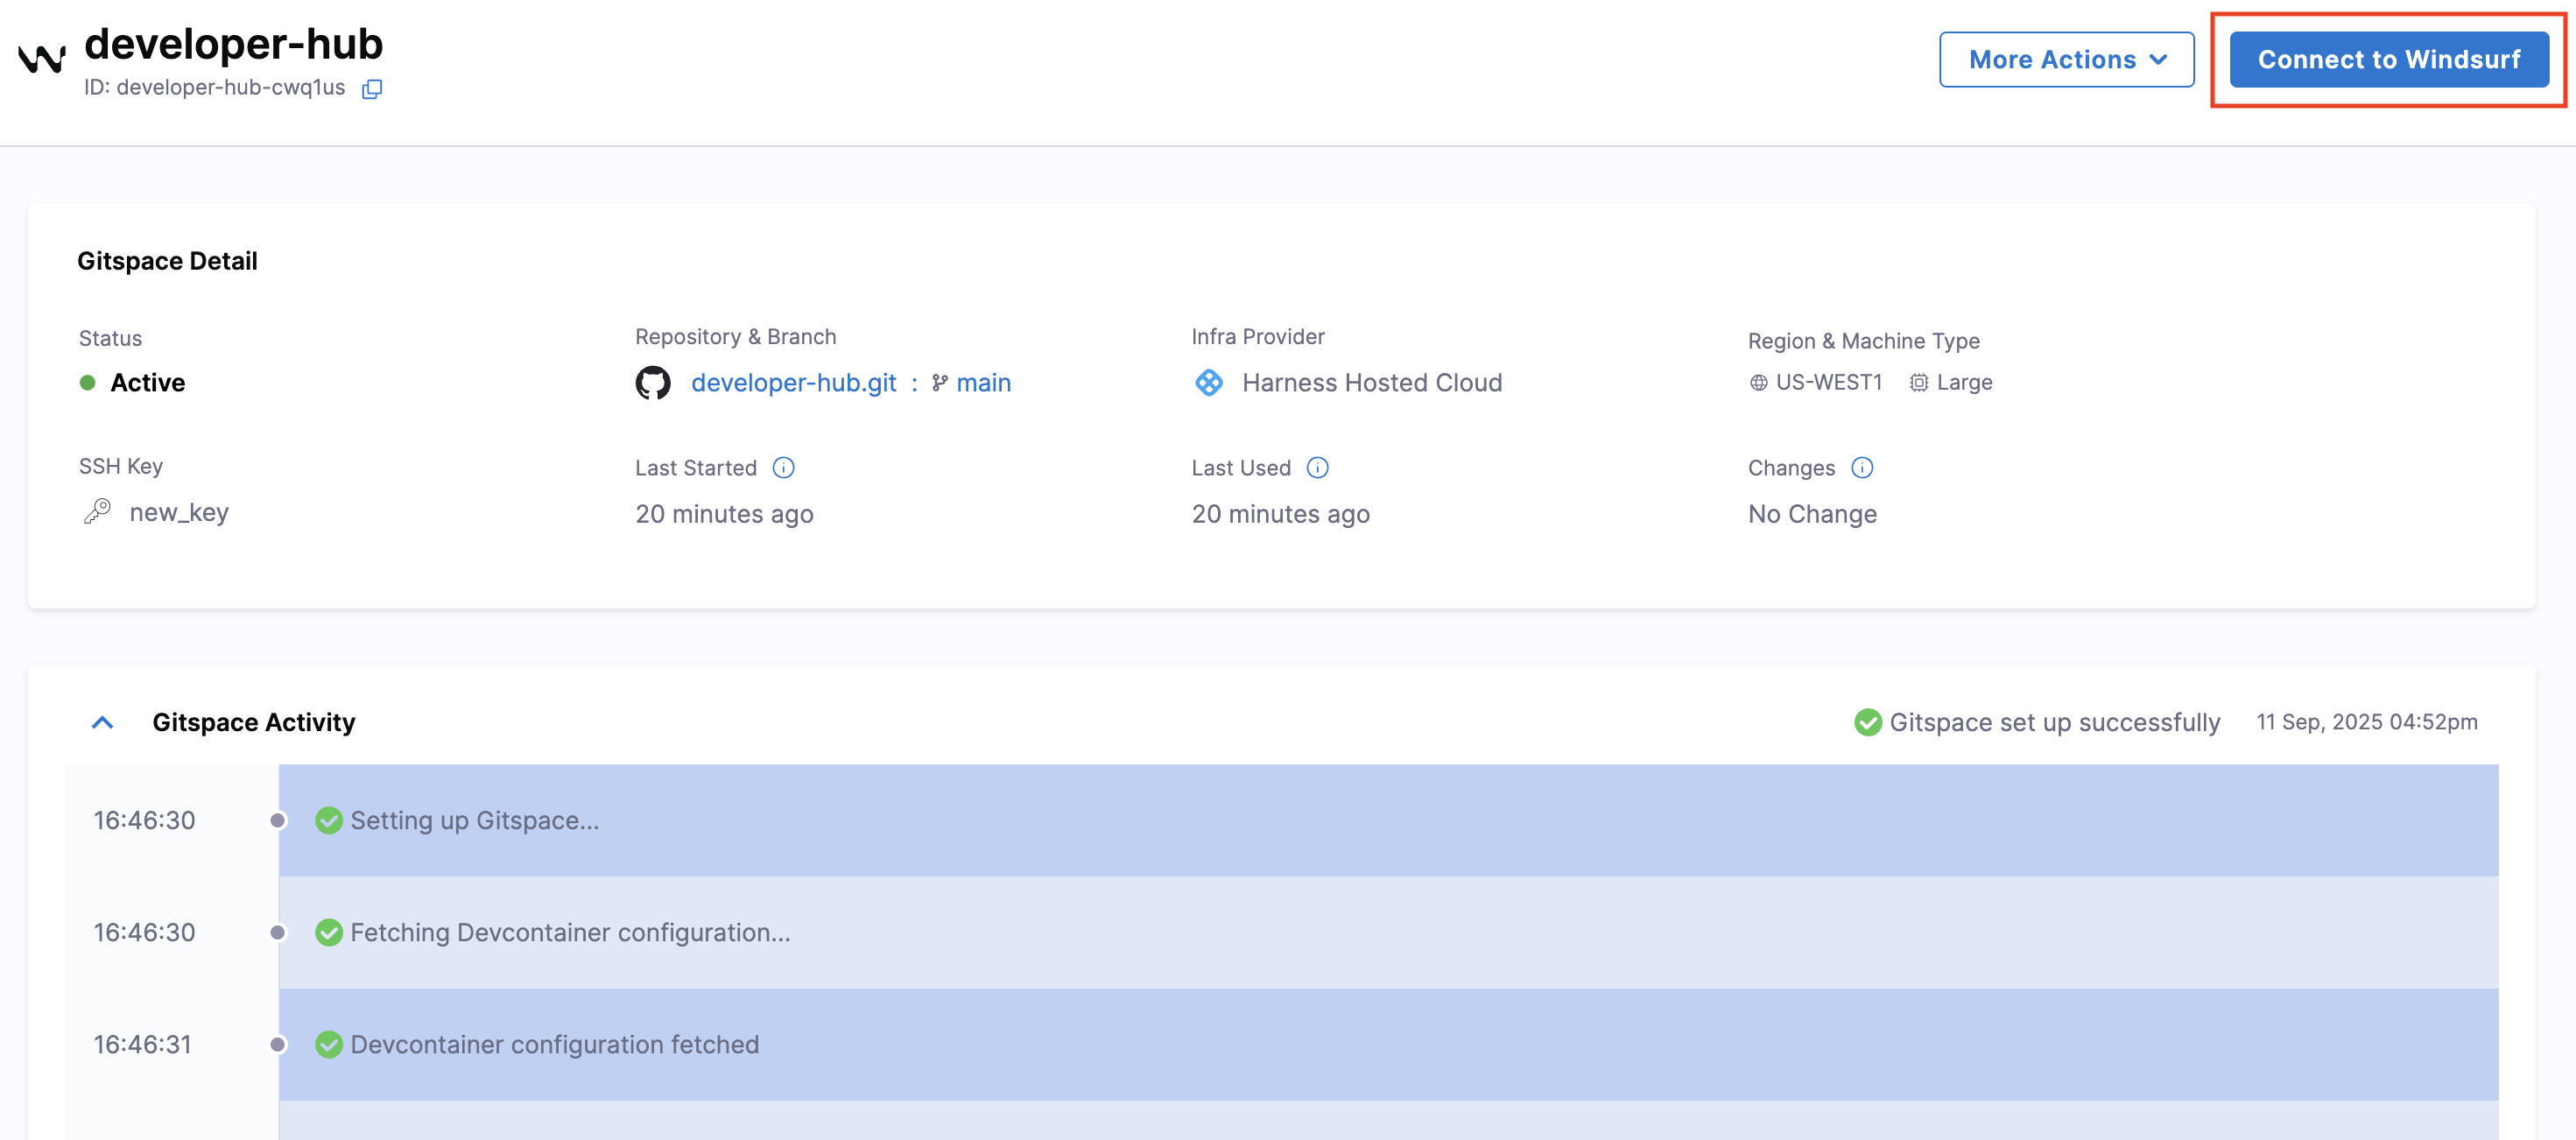 developer-hub
ID: developer-hub-cwq1us
More Actions
Connect to Windsurf
Gitspace Detail
Status
Active
Repository & Branch
developer-hub.git : main
Infra Provider
Harness Hosted Cloud
Region & Machine Type
US-WEST1 Large
SSH Key
new_key
Last Started
20 minutes ago
Last Used
20 minutes ago
Changes
No Change
Gitspace Activity
Gitspace set up successfully 11 Sep, 2025 04:52pm
16:46:30 Setting up Gitspace...
16:46:30 Fetching Devcontainer configuration...
16:46:31 Devcontainer configuration fetched